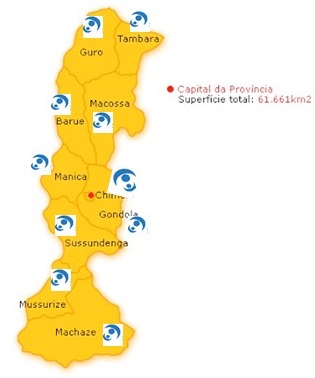 Tambara
Guro
Capital da Província
Superfície total: 61.661km2
Macossa
Barue
Manica
Gondola
Sussundenga
Mussurize
Machaze